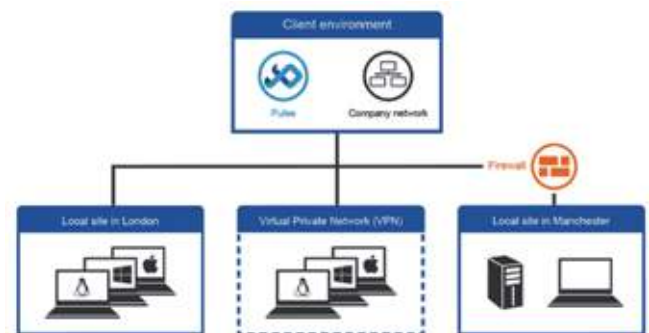 Client environment
Pulse
Company network
Firewall
Local site in London
Virtual Private Network (VPN)
Local site in Manchester